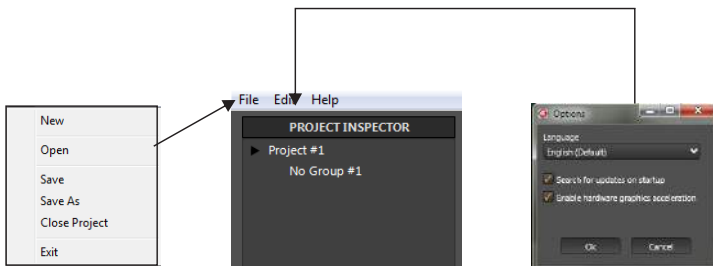 New
Open
Save
Save As
Close Project
Exit
File Edit Help
PROJECT INSPECTOR
Project #1
No Group #1
Options
Language
English (Default)
Search for updates on startup
Enable hardware graphics acceleration
Ok Cancel